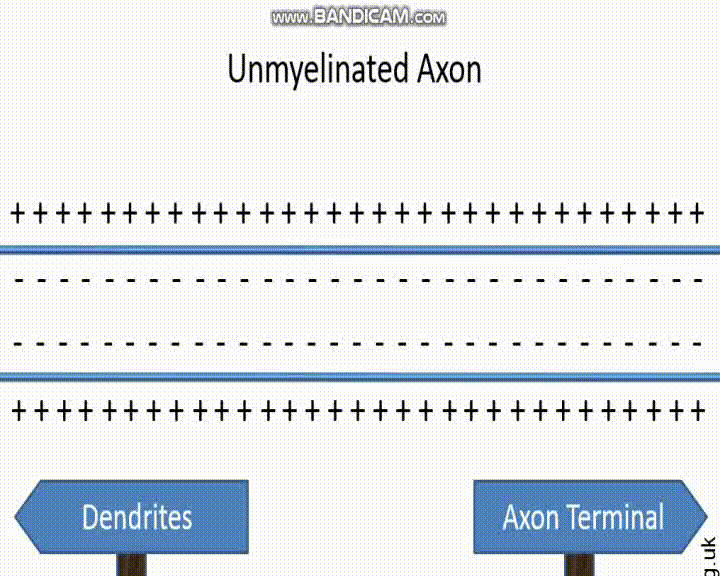 www.BANDICAM.com
Unmyelinated Axon
+ + + + + + + + + + + + + + + + + + + + + + + + + + + + + + +
- - - - - - - - - - - - - - - - - - - - - - - - - - - - - - -
- - - - - - - - - - - - - - - - - - - - - - - - - - - - - - -
+ + + + + + + + + + + + + + + + + + + + + + + + + + + + + + +
Dendrites
Axon Terminal
g.uk